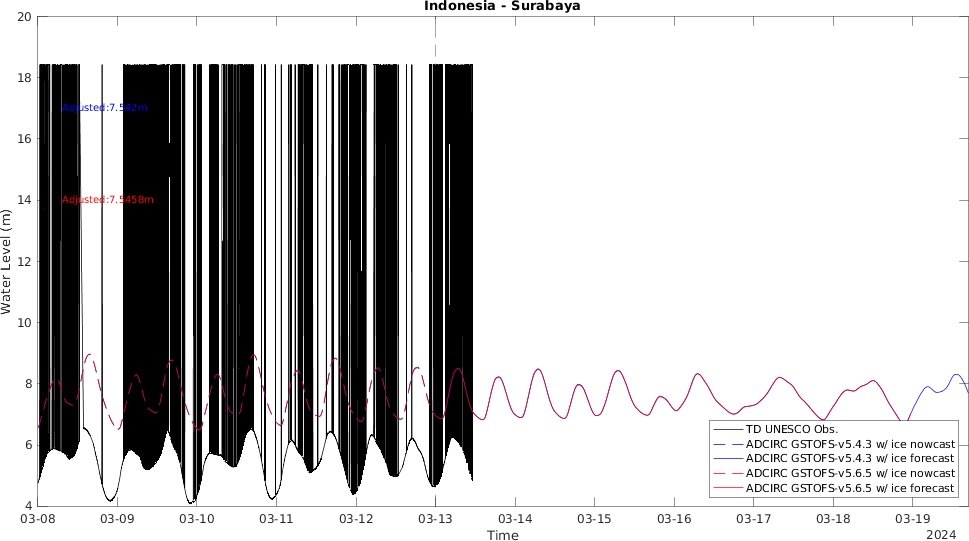 Indonesia - Surabaya
20
18
16
14
12
10
8
6
4
Water Level (m)
Adjusted:7.542m
Adjusted:7.5458m
TD UNESCO Obs.
ADCIRC GSTOFS-v5.4.3 w/ ice nowcast
ADCIRC GSTOFS-v5.4.3 w/ ice forecast
ADCIRC GSTOFS-v5.6.5 w/ ice nowcast
ADCIRC GSTOFS-v5.6.5 w/ ice forecast
03-08 03-09 03-10 03-11 03-12 03-13 03-14 03-15 03-16 03-17 03-18 03-19
Time
2024